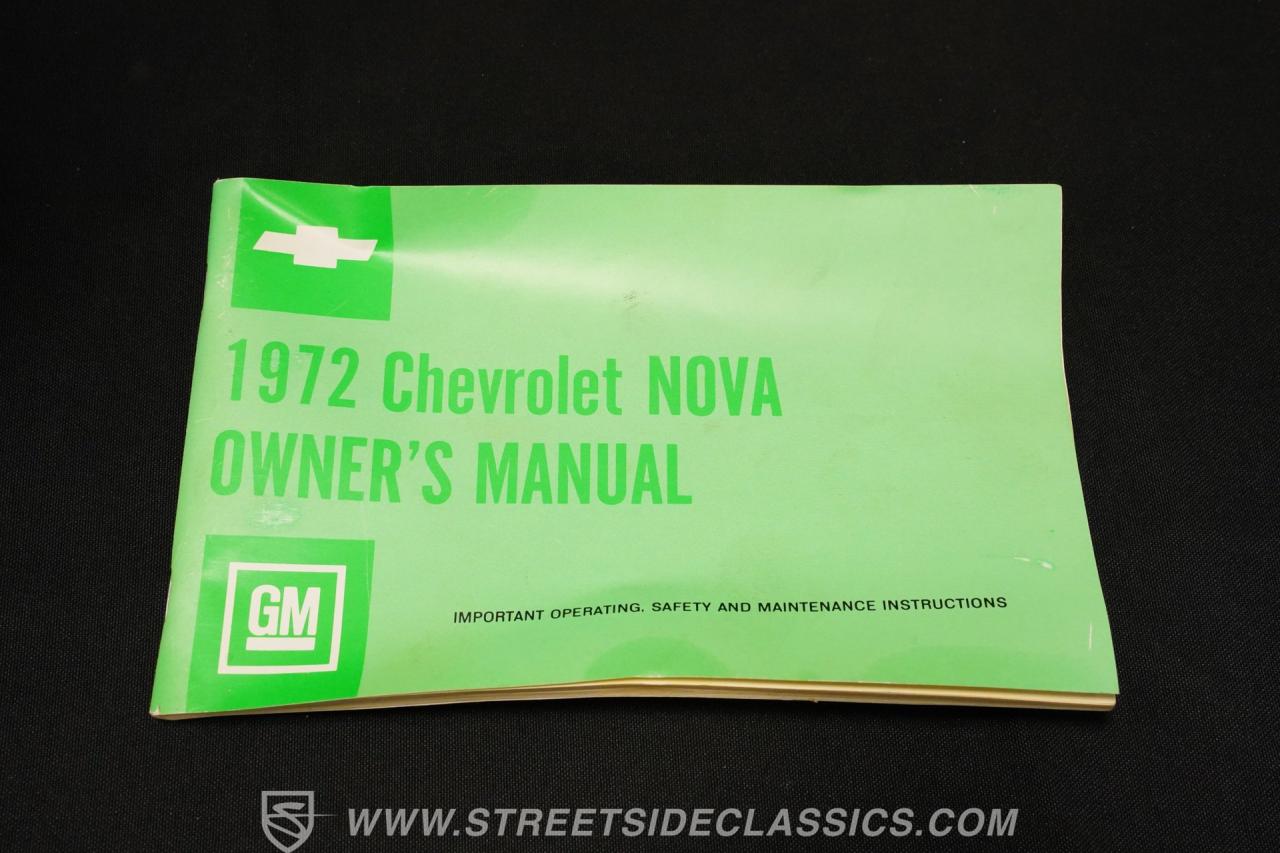 1972 Chevrolet NOVA
OWNER'S MANUAL
GM
IMPORTANT OPERATING, SAFETY AND MAINTENANCE INSTRUCTIONS
WWW.STREETSIDECLASSICS.COM